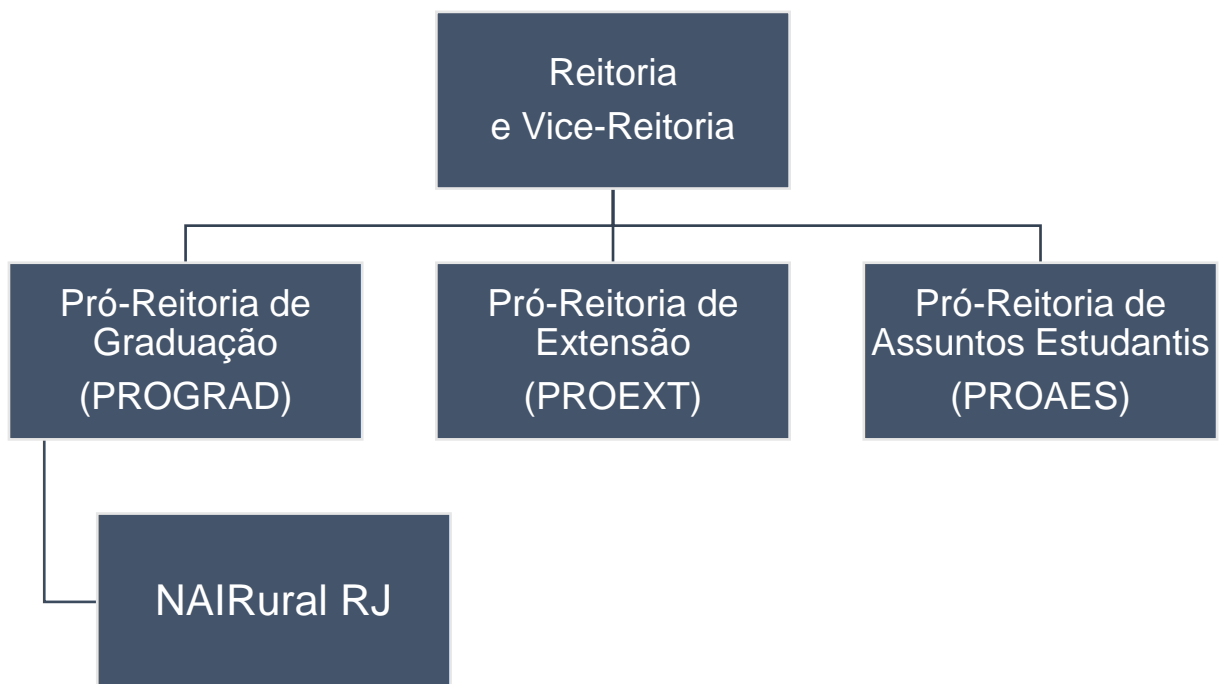 Reitoria
e Vice-Reitoria
Pró-Reitoria de
Graduação
(PROGRAD)
Pró-Reitoria de
Extensão
(PROEXT)
Pró-Reitoria de
Assuntos Estudantis
(PROAES)
NAIRural RJ